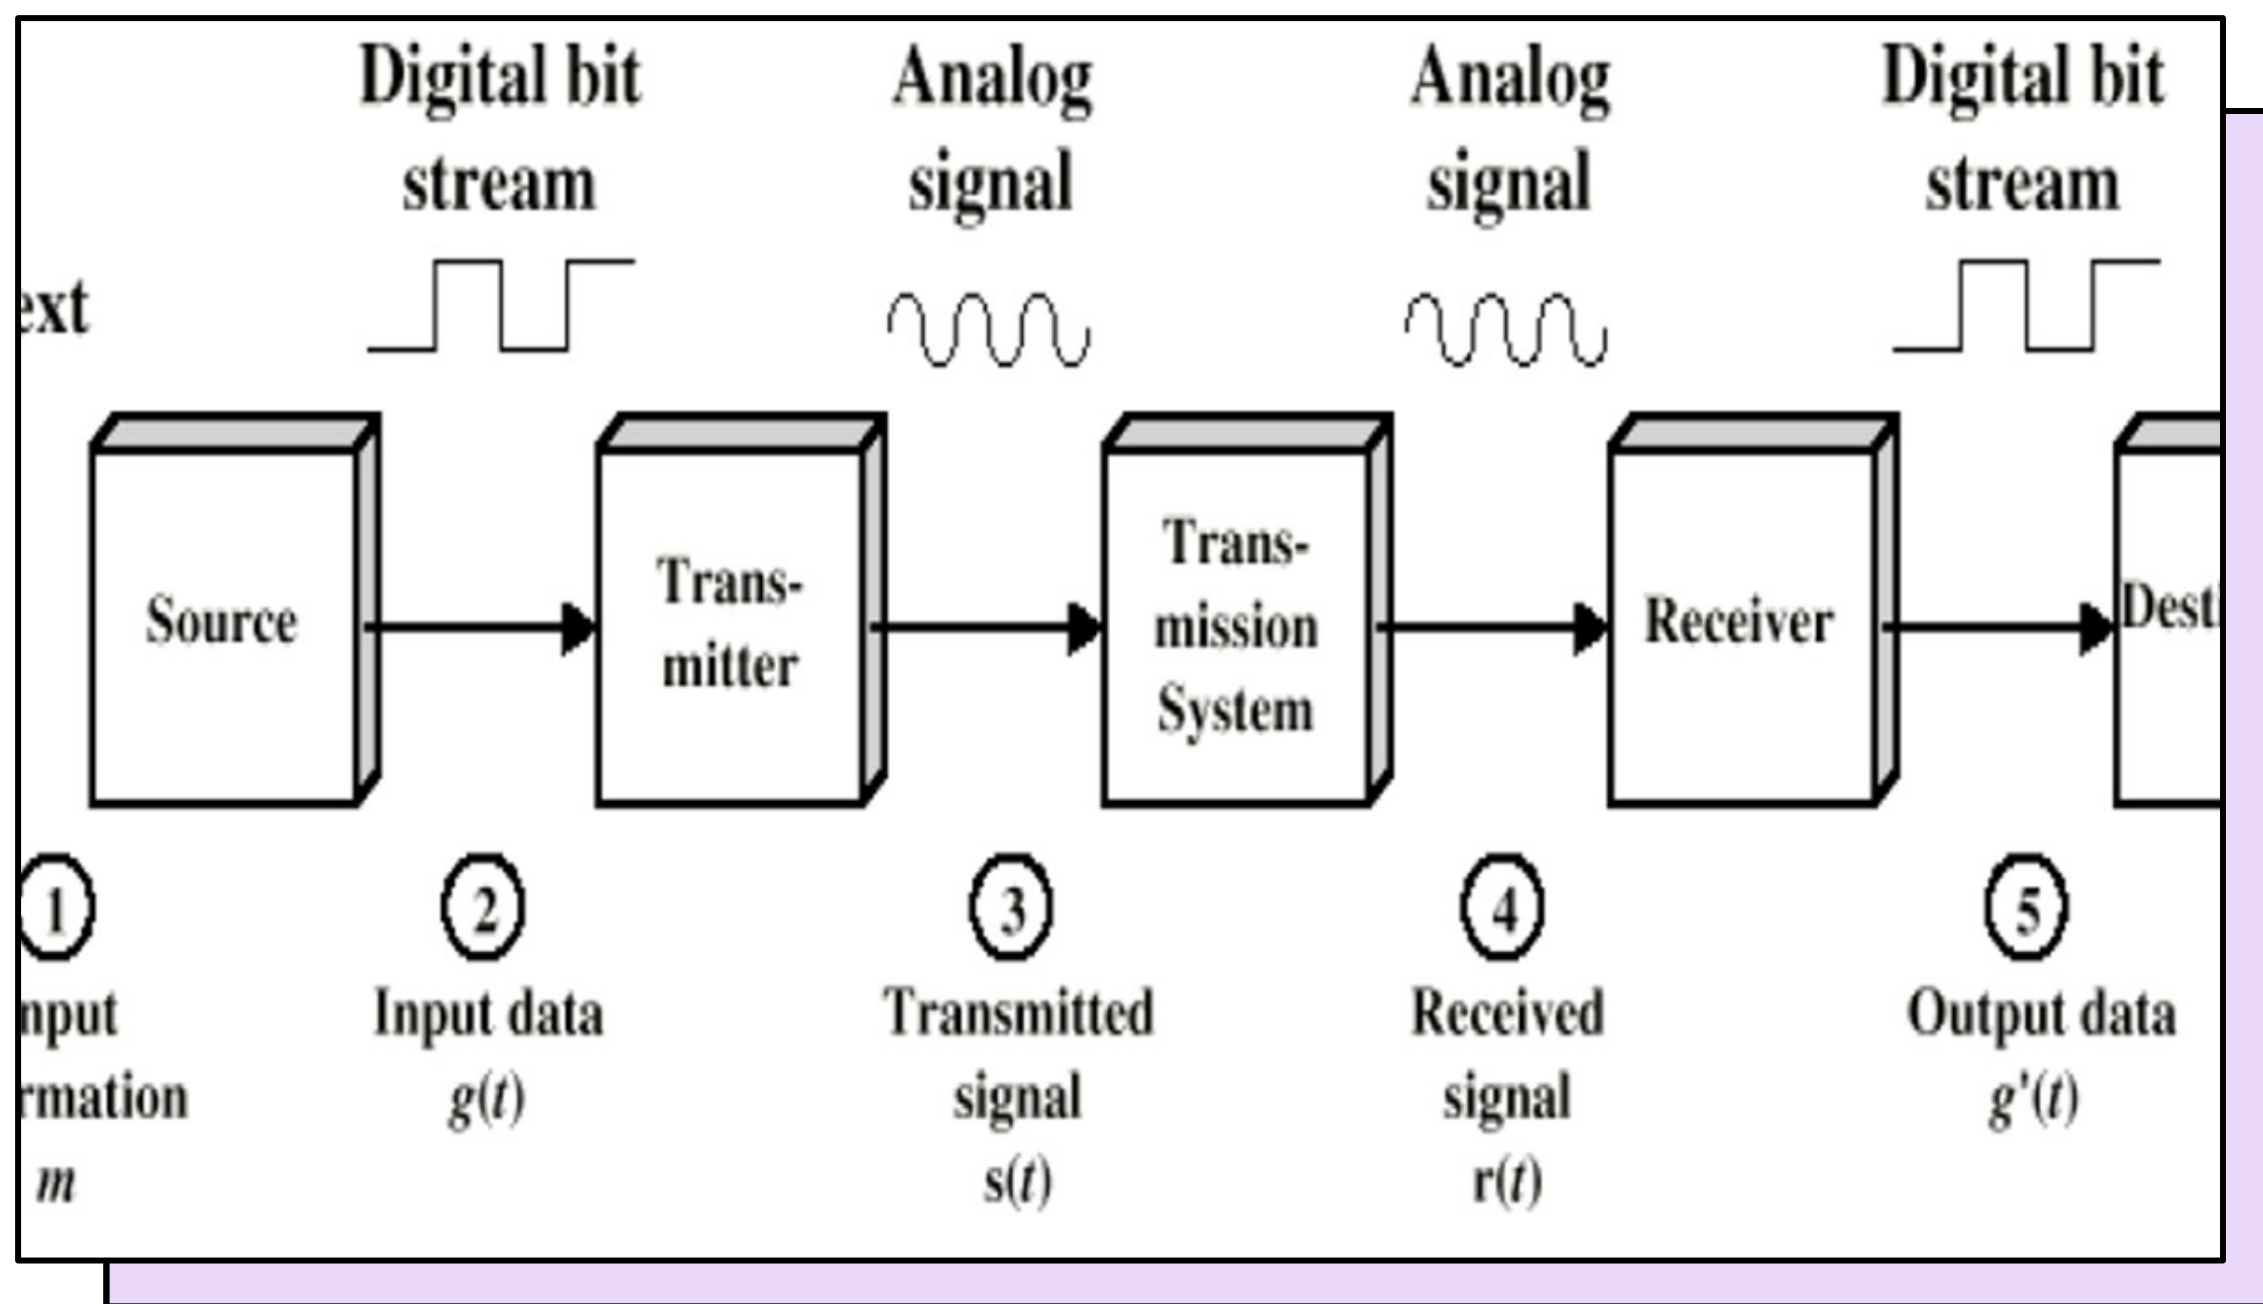 Digital bit
stream
Analog
signal
Analog
signal
Digital bit
stream
ext
Source
Trans-
mitter
Trans-
mission
System
Receiver
Desti
1
nput
rmation
m
2
Input data
g(t)
3
Transmitted
signal
s(t)
4
Received
signal
r(t)
5
Output data
g'(t)